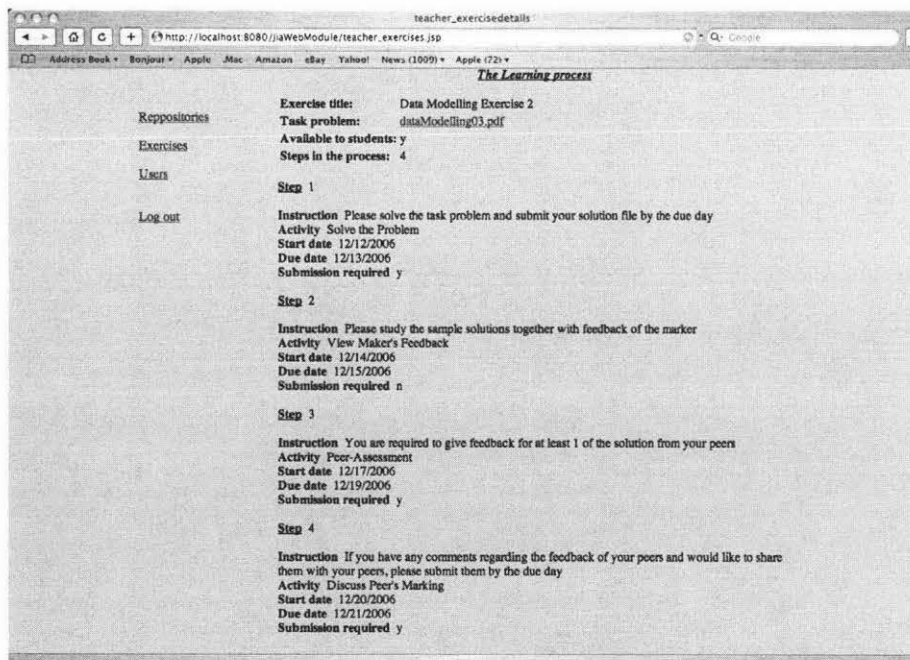 teacher_exercisedetails
http://localhost:8080/jiaWebModule/teacher_exercises.jsp
Google
Address Book Bonjour Apple .Mac Amazon eBay Yahoo! News (1009) Apple (72)
The Learning process
Exercise title: Data Modelling Exercise 2
Reppositories
Task problem: dataModelling03.pdf
Available to students: y
Exercises
Steps in the process: 4
Users
Step 1
Log out
Instruction Please solve the task problem and submit your solution file by the due day
Activity Solve the Problem
Start date 12/12/2006
Due date 12/13/2006
Submission required y
Step 2
Instruction Please study the sample solutions together with feedback of the marker
Activity View Maker's Feedback
Start date 12/14/2006
Due date 12/15/2006
Submission required n
Step 3
Instruction You are required to give feedback for at least 1 of the solution from your peers
Activity Peer-Assessment
Start date 12/17/2006
Due date 12/19/2006
Submission required y
Step 4
Instruction If you have any comments regarding the feedback of your peers and would like to share
them with your peers, please submit them by the due day
Activity Discuss Peer's Marking
Start date 12/20/2006
Due date 12/21/2006
Submission required y